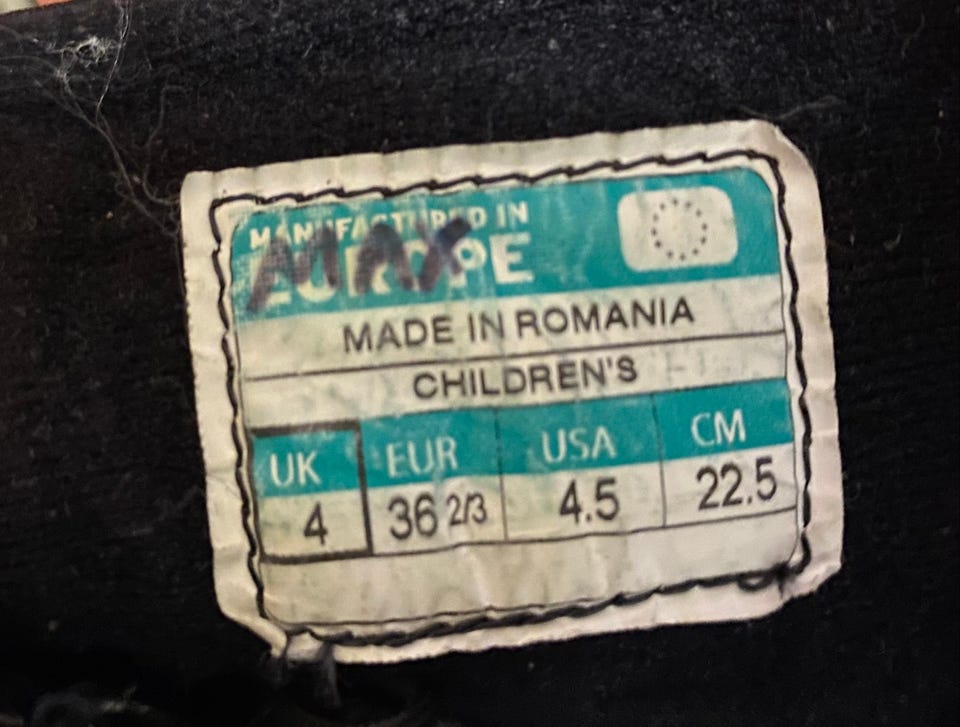 MANUFACTURED IN
EUROPE
MAX
MADE IN ROMANIA
CHILDREN'S
UK EUR USA CM
4 36 2/3 4.5 22.5